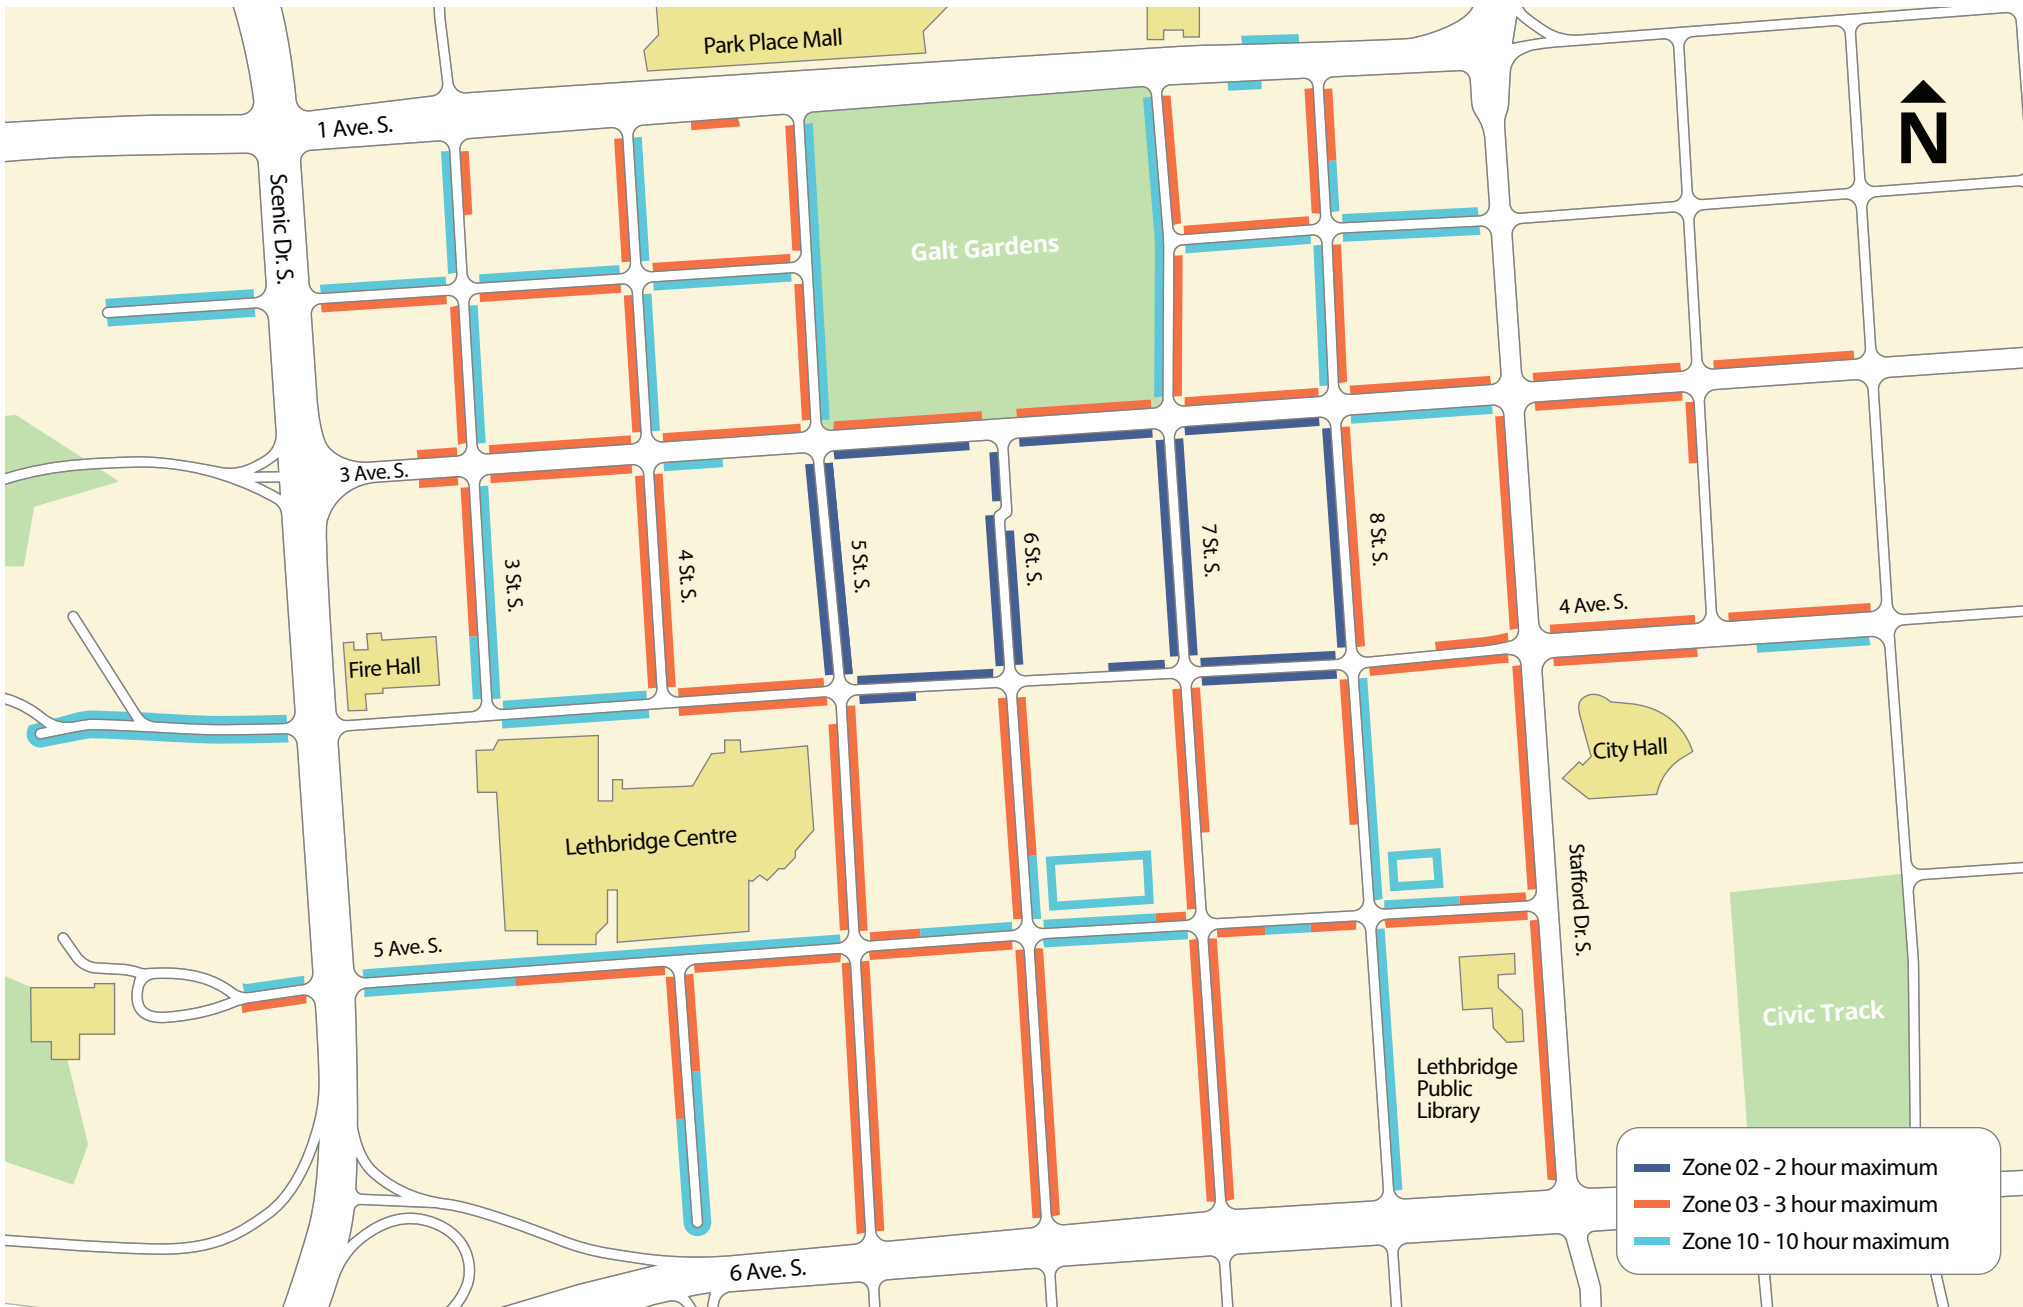 Park Place Mall
1 Ave. S.
N
Scenic Dr. S.
Galt Gardens
3 Ave. S.
3 St. S.
4 St. S.
5 St. S.
6 St. S.
7 St. S.
8 St. S.
4 Ave. S.
Fire Hall
City Hall
Lethbridge Centre
Stafford Dr. S.
5 Ave. S.
Civic Track
Lethbridge
Public
Library
Zone 02 - 2 hour maximum
Zone 03 - 3 hour maximum
Zone 10 - 10 hour maximum
6 Ave. S.